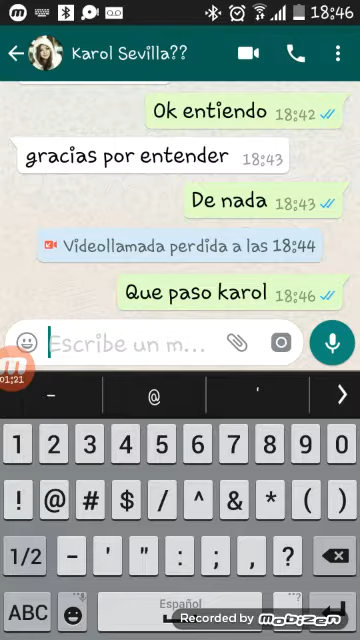 18:46
Karol Sevilla??
Ok entiendo 18:42
gracias por entender 18:43
De nada 18:43
Videollamada perdida a las 18:44
Que paso karol 18:46
Escribe un m...
01:21
- @ '
1 2 3 4 5 6 7 8 9 0
! @ # $ / ^ & * ( )
1/2 - ' " : ; , ?
ABC Español
Recorded by mobizen